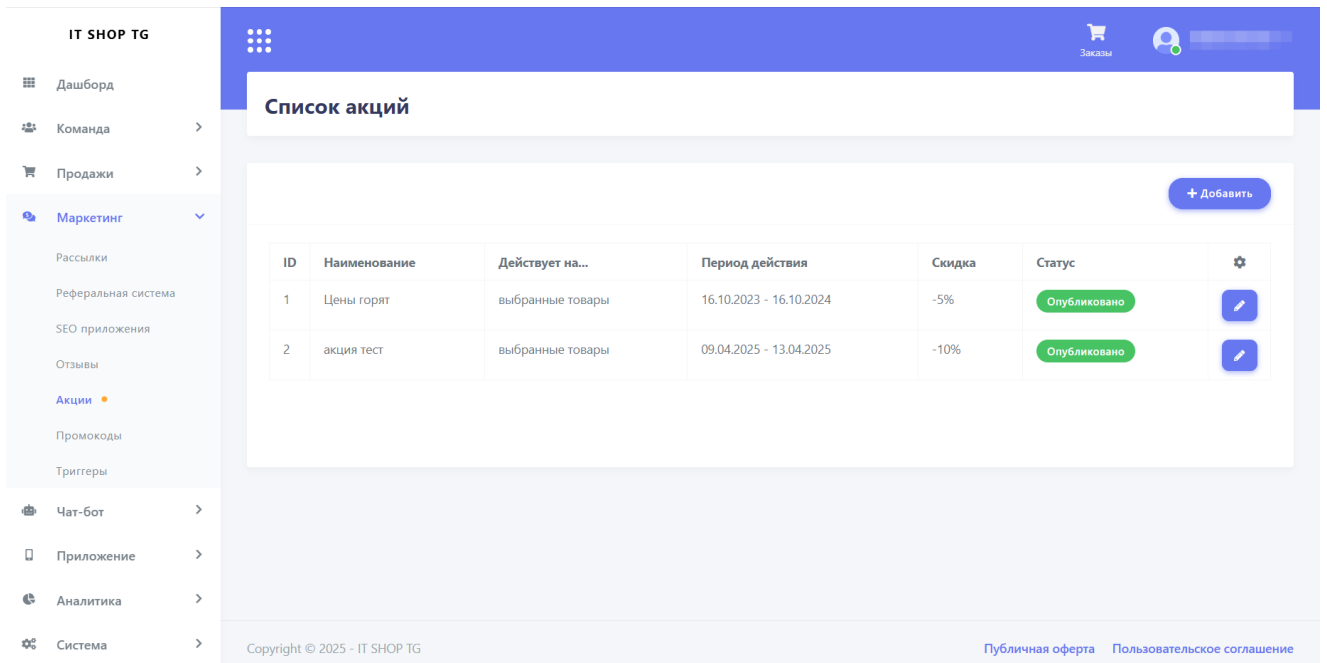 IT SHOP TG
Заказы
Дашборд
Команда
Продажи
Маркетинг
Рассылки
Реферальная система
SEO приложения
Отзывы
Акции
Промокоды
Триггеры
Чат-бот
Приложение
Аналитика
Система
Список акций
+ Добавить
ID Наименование Действует на... Период действия Скидка Статус
1 Цены горят выбранные товары 16.10.2023 - 16.10.2024 -5% Опубликовано
2 акция тест выбранные товары 09.04.2025 - 13.04.2025 -10% Опубликовано
Copyright © 2025 - IT SHOP TG Публичная оферта Пользовательское соглашение